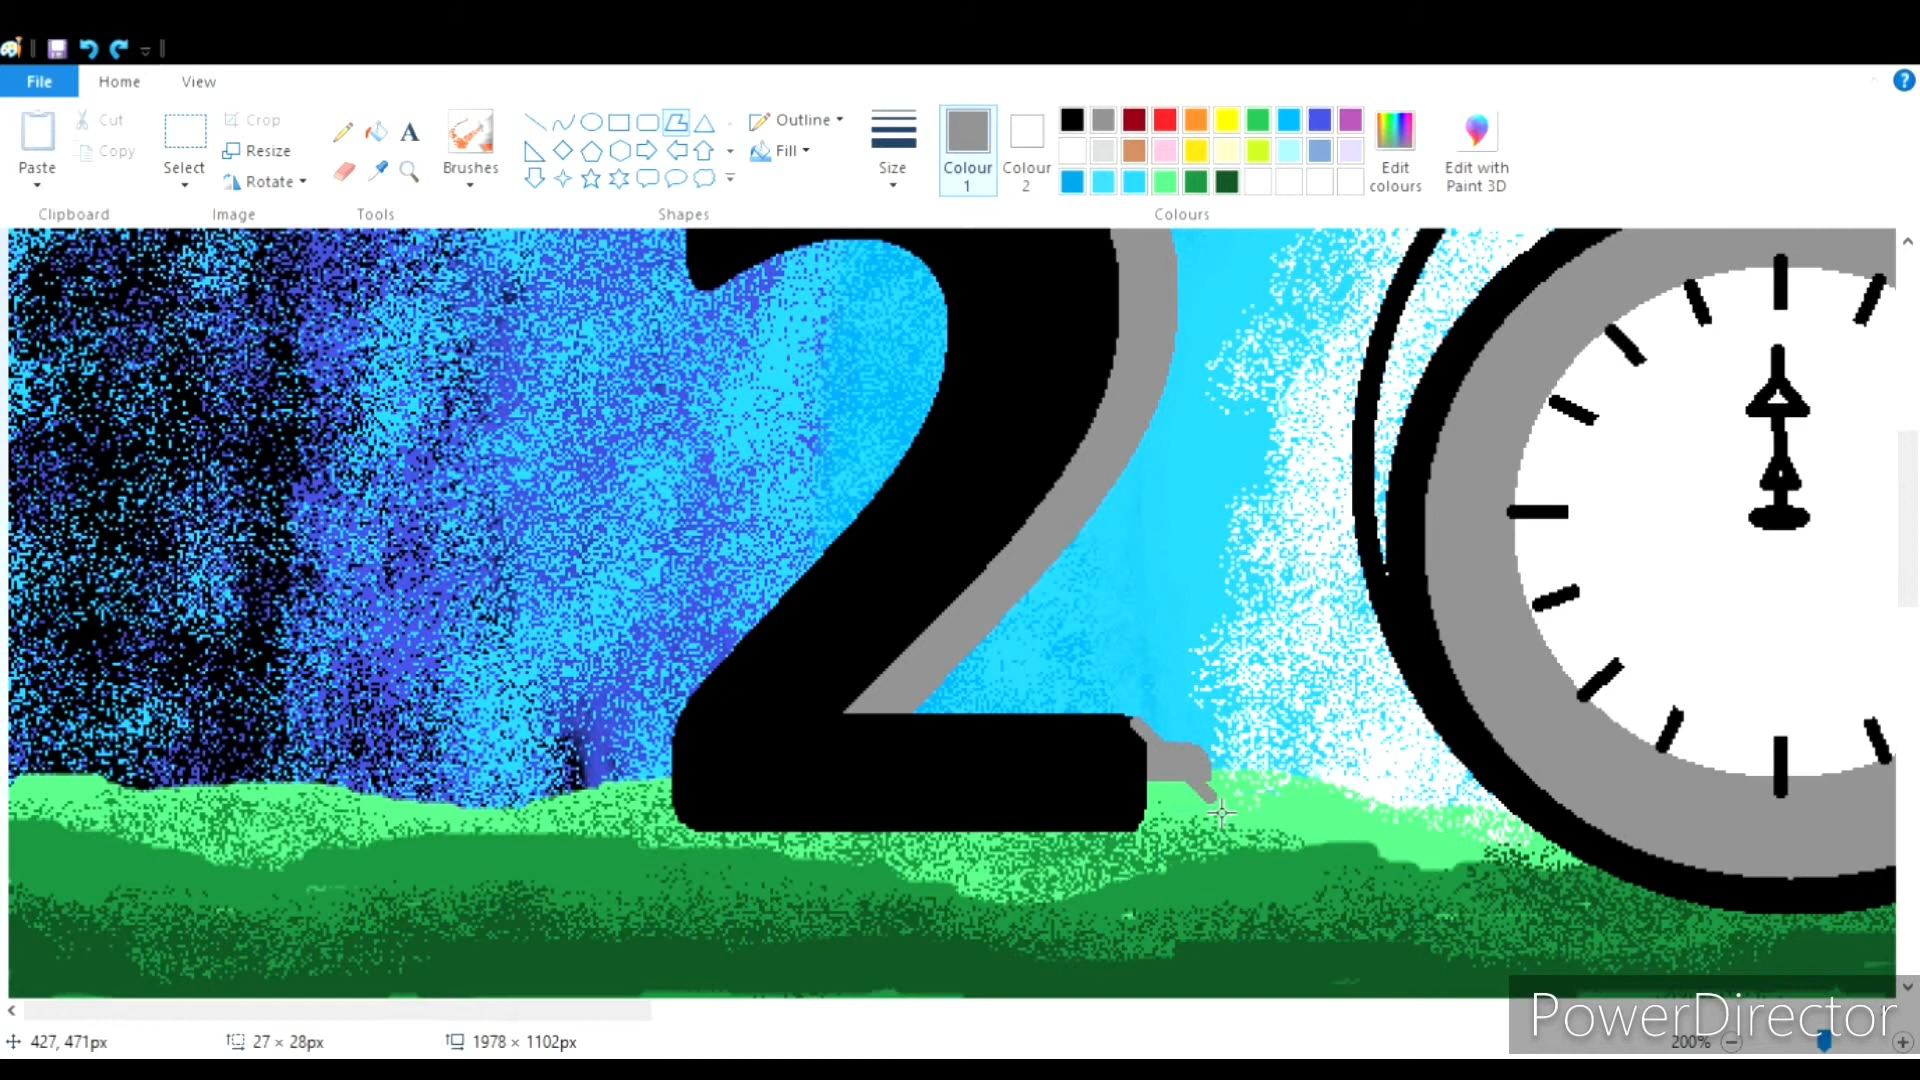 File Home View
Paste
Cut
Copy
Select
Crop
Resize
Rotate
A
Brushes
Outline
Fill
Size
Colour 1
Colour 2
Edit colours
Edit with Paint 3D
Clipboard Image Tools Shapes Colours
2
PowerDirector
427, 471px 27 × 28px 1978 × 1102px 200%